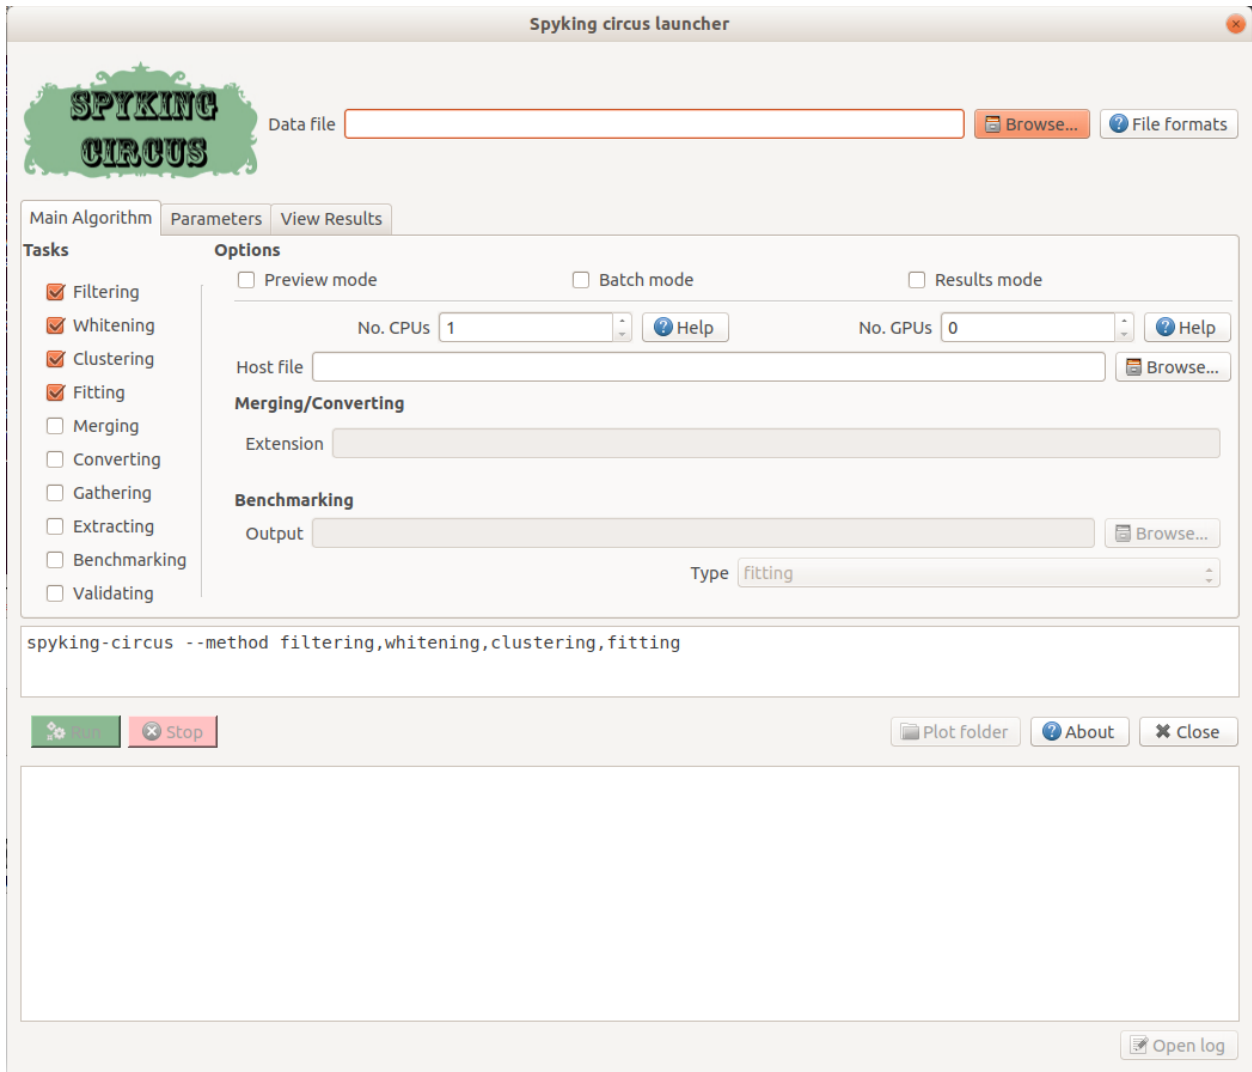 Spyking circus launcher
SPYKING
CIRCUS
Data file
Browse...
File formats
Main Algorithm
Parameters
View Results
Tasks
Options
Filtering
Whitening
Clustering
Fitting
Merging
Converting
Gathering
Extracting
Benchmarking
Validating
Preview mode
Batch mode
Results mode
No. CPUs 1
Help
No. GPUs 0
Help
Host file
Browse...
Merging/Converting
Extension
Benchmarking
Output
Browse...
Type fitting
spyking-circus --method filtering,whitening,clustering,fitting
Run
Stop
Plot folder
About
Close
Open log